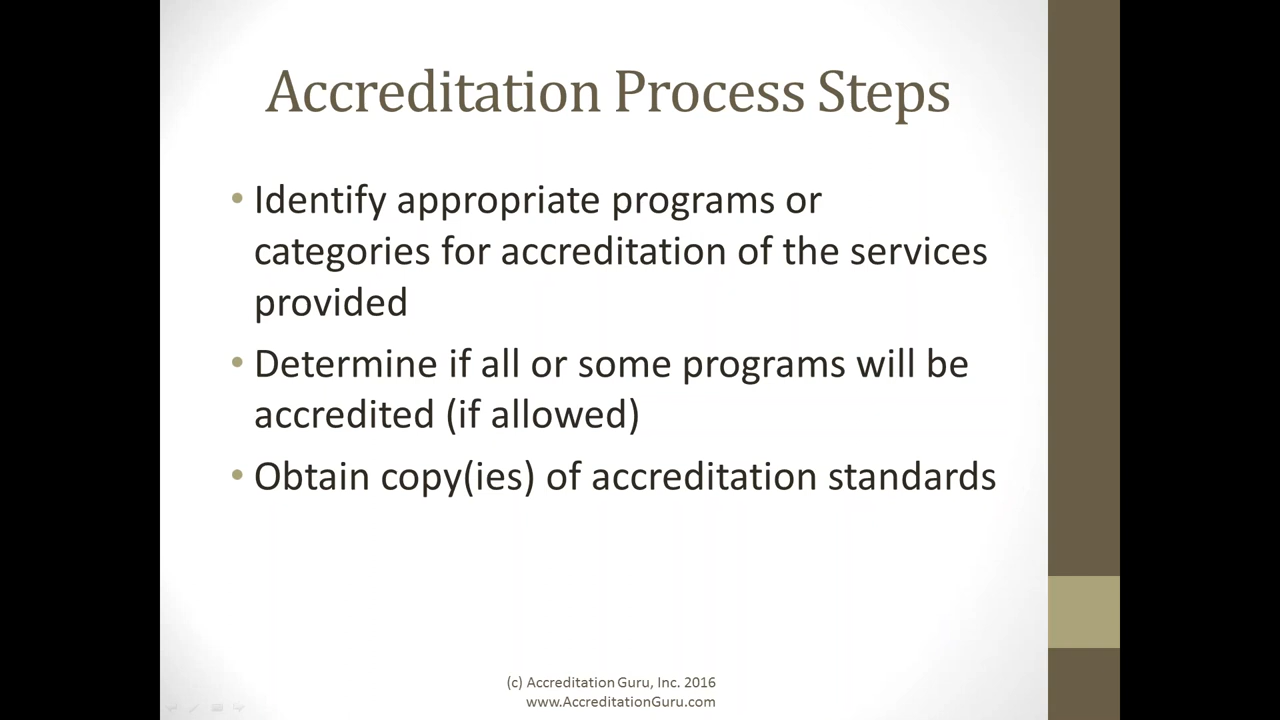 Accreditation Process Steps
• Identify appropriate programs or
categories for accreditation of the services
provided
• Determine if all or some programs will be
accredited (if allowed)
• Obtain copy(ies) of accreditation standards
(c) Accreditation Guru, Inc. 2016
www.AccreditationGuru.com